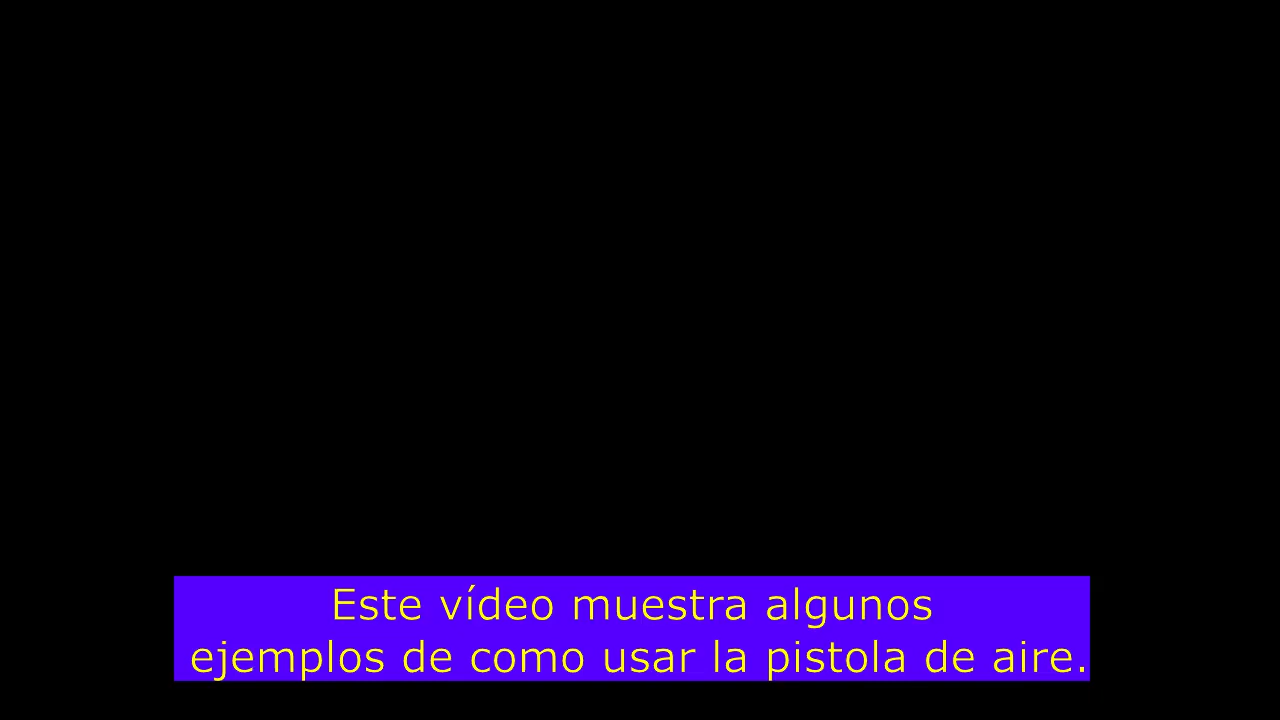 Este vídeo muestra algunos
ejemplos de como usar la pistola de aire.